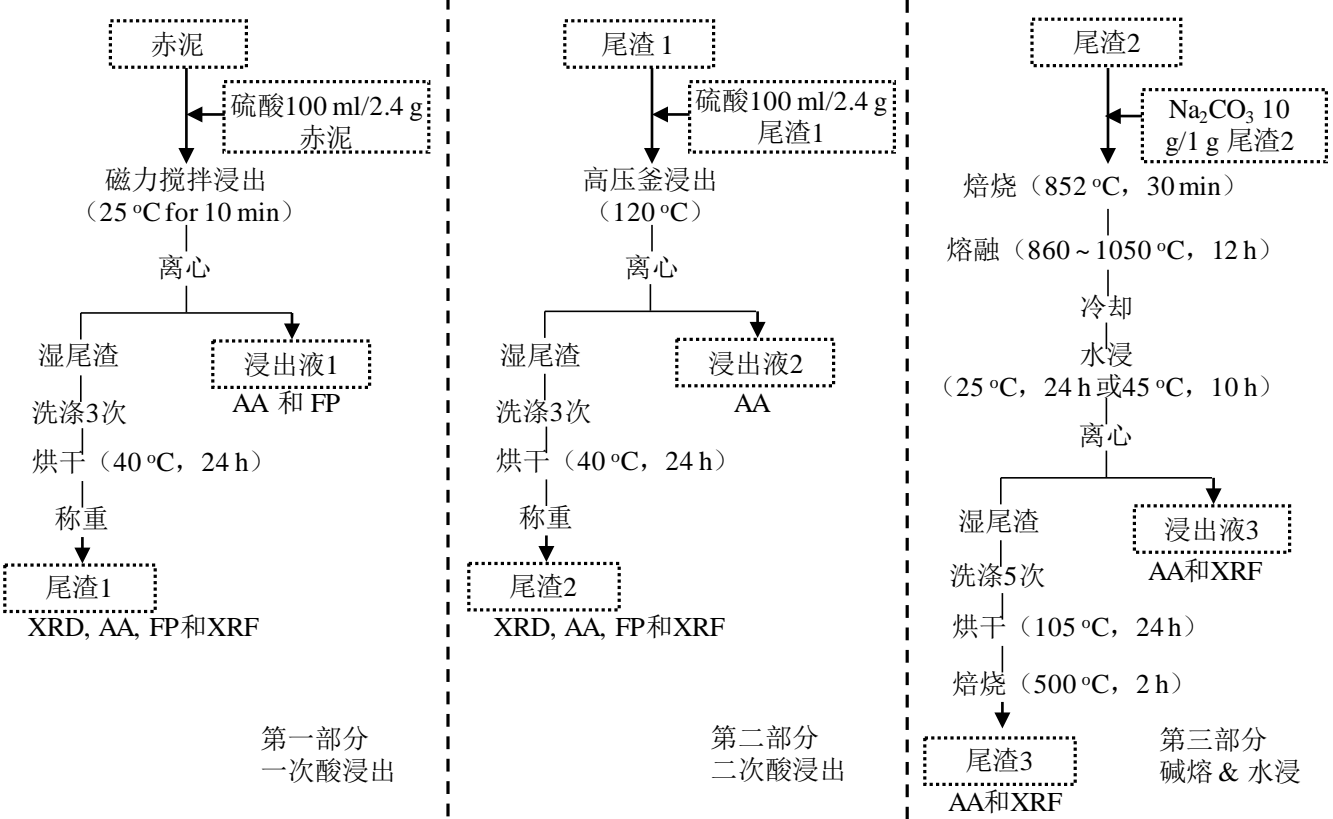 赤泥
硫酸100 ml/2.4 g
赤泥
磁力搅拌浸出
（25 ºC for 10 min）
离心
湿尾渣
浸出液1
AA 和 FP
洗涤3次
烘干（40 ºC，24 h）
称重
尾渣1
XRD, AA, FP和XRF
第一部分
一次酸浸出
尾渣 1
硫酸100 ml/2.4 g
尾渣1
高压釜浸出
（120 ºC）
离心
湿尾渣
浸出液2
AA
洗涤3次
烘干（40 ºC，24 h）
称重
尾渣2
XRD, AA, FP和XRF
第二部分
二次酸浸出
尾渣2
Na₂CO₃ 10
g/1 g 尾渣2
焙烧（852 ºC，30 min）
熔融（860 ~ 1050 ºC，12 h）
冷却
水浸
（25 ºC，24 h 或45 ºC，10 h）
离心
湿尾渣
浸出液3
AA和XRF
洗涤5次
烘干（105 ºC，24 h）
焙烧（500 ºC，2 h）
尾渣3
AA和XRF
第三部分
碱熔 & 水浸